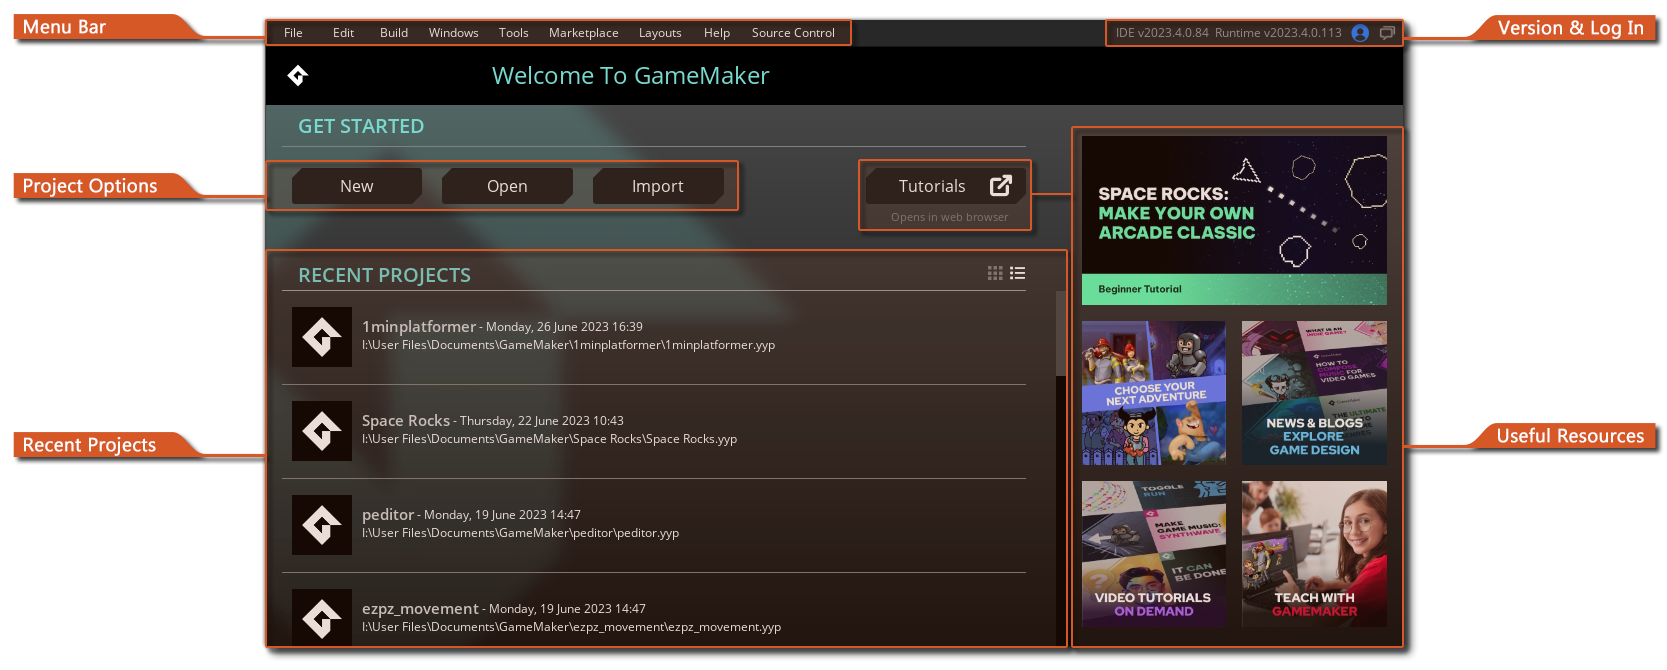 Menu Bar
File Edit Build Windows Tools Marketplace Layouts Help Source Control
IDE v2023.4.0.84 Runtime v2023.4.0.113
Version & Log In
Welcome To GameMaker
GET STARTED
Project Options
New
Open
Import
Tutorials
Opens in web browser
SPACE ROCKS:
MAKE YOUR OWN
ARCADE CLASSIC
Beginner Tutorial
Recent Projects
RECENT PROJECTS
1minplatformer - Monday, 26 June 2023 16:39
I:\User Files\Documents\GameMaker\1minplatformer\1minplatformer.yyp
Space Rocks - Thursday, 22 June 2023 10:43
I:\User Files\Documents\GameMaker\Space Rocks\Space Rocks.yyp
peditor - Monday, 19 June 2023 14:47
I:\User Files\Documents\GameMaker\peditor\peditor.yyp
ezpz_movement - Monday, 19 June 2023 14:47
I:\User Files\Documents\GameMaker\ezpz_movement\ezpz_movement.yyp
Useful Resources
CHOOSE YOUR
NEXT ADVENTURE
WHAT IS AN
INDIE GAME?
GameMaker
HOW TO
COMPOSE
MUSIC FOR
VIDEO GAMES
GameMaker
THE ULTIMATE
NEWS & BLOGS
EXPLORE
GAME DESIGN
TOGGLE
RUN
MAKE
GAME MUSIC:
SYNTHWAVE
IT CAN
BE DONE
VIDEO TUTORIALS
ON DEMAND
TEACH WITH
GAMEMAKER